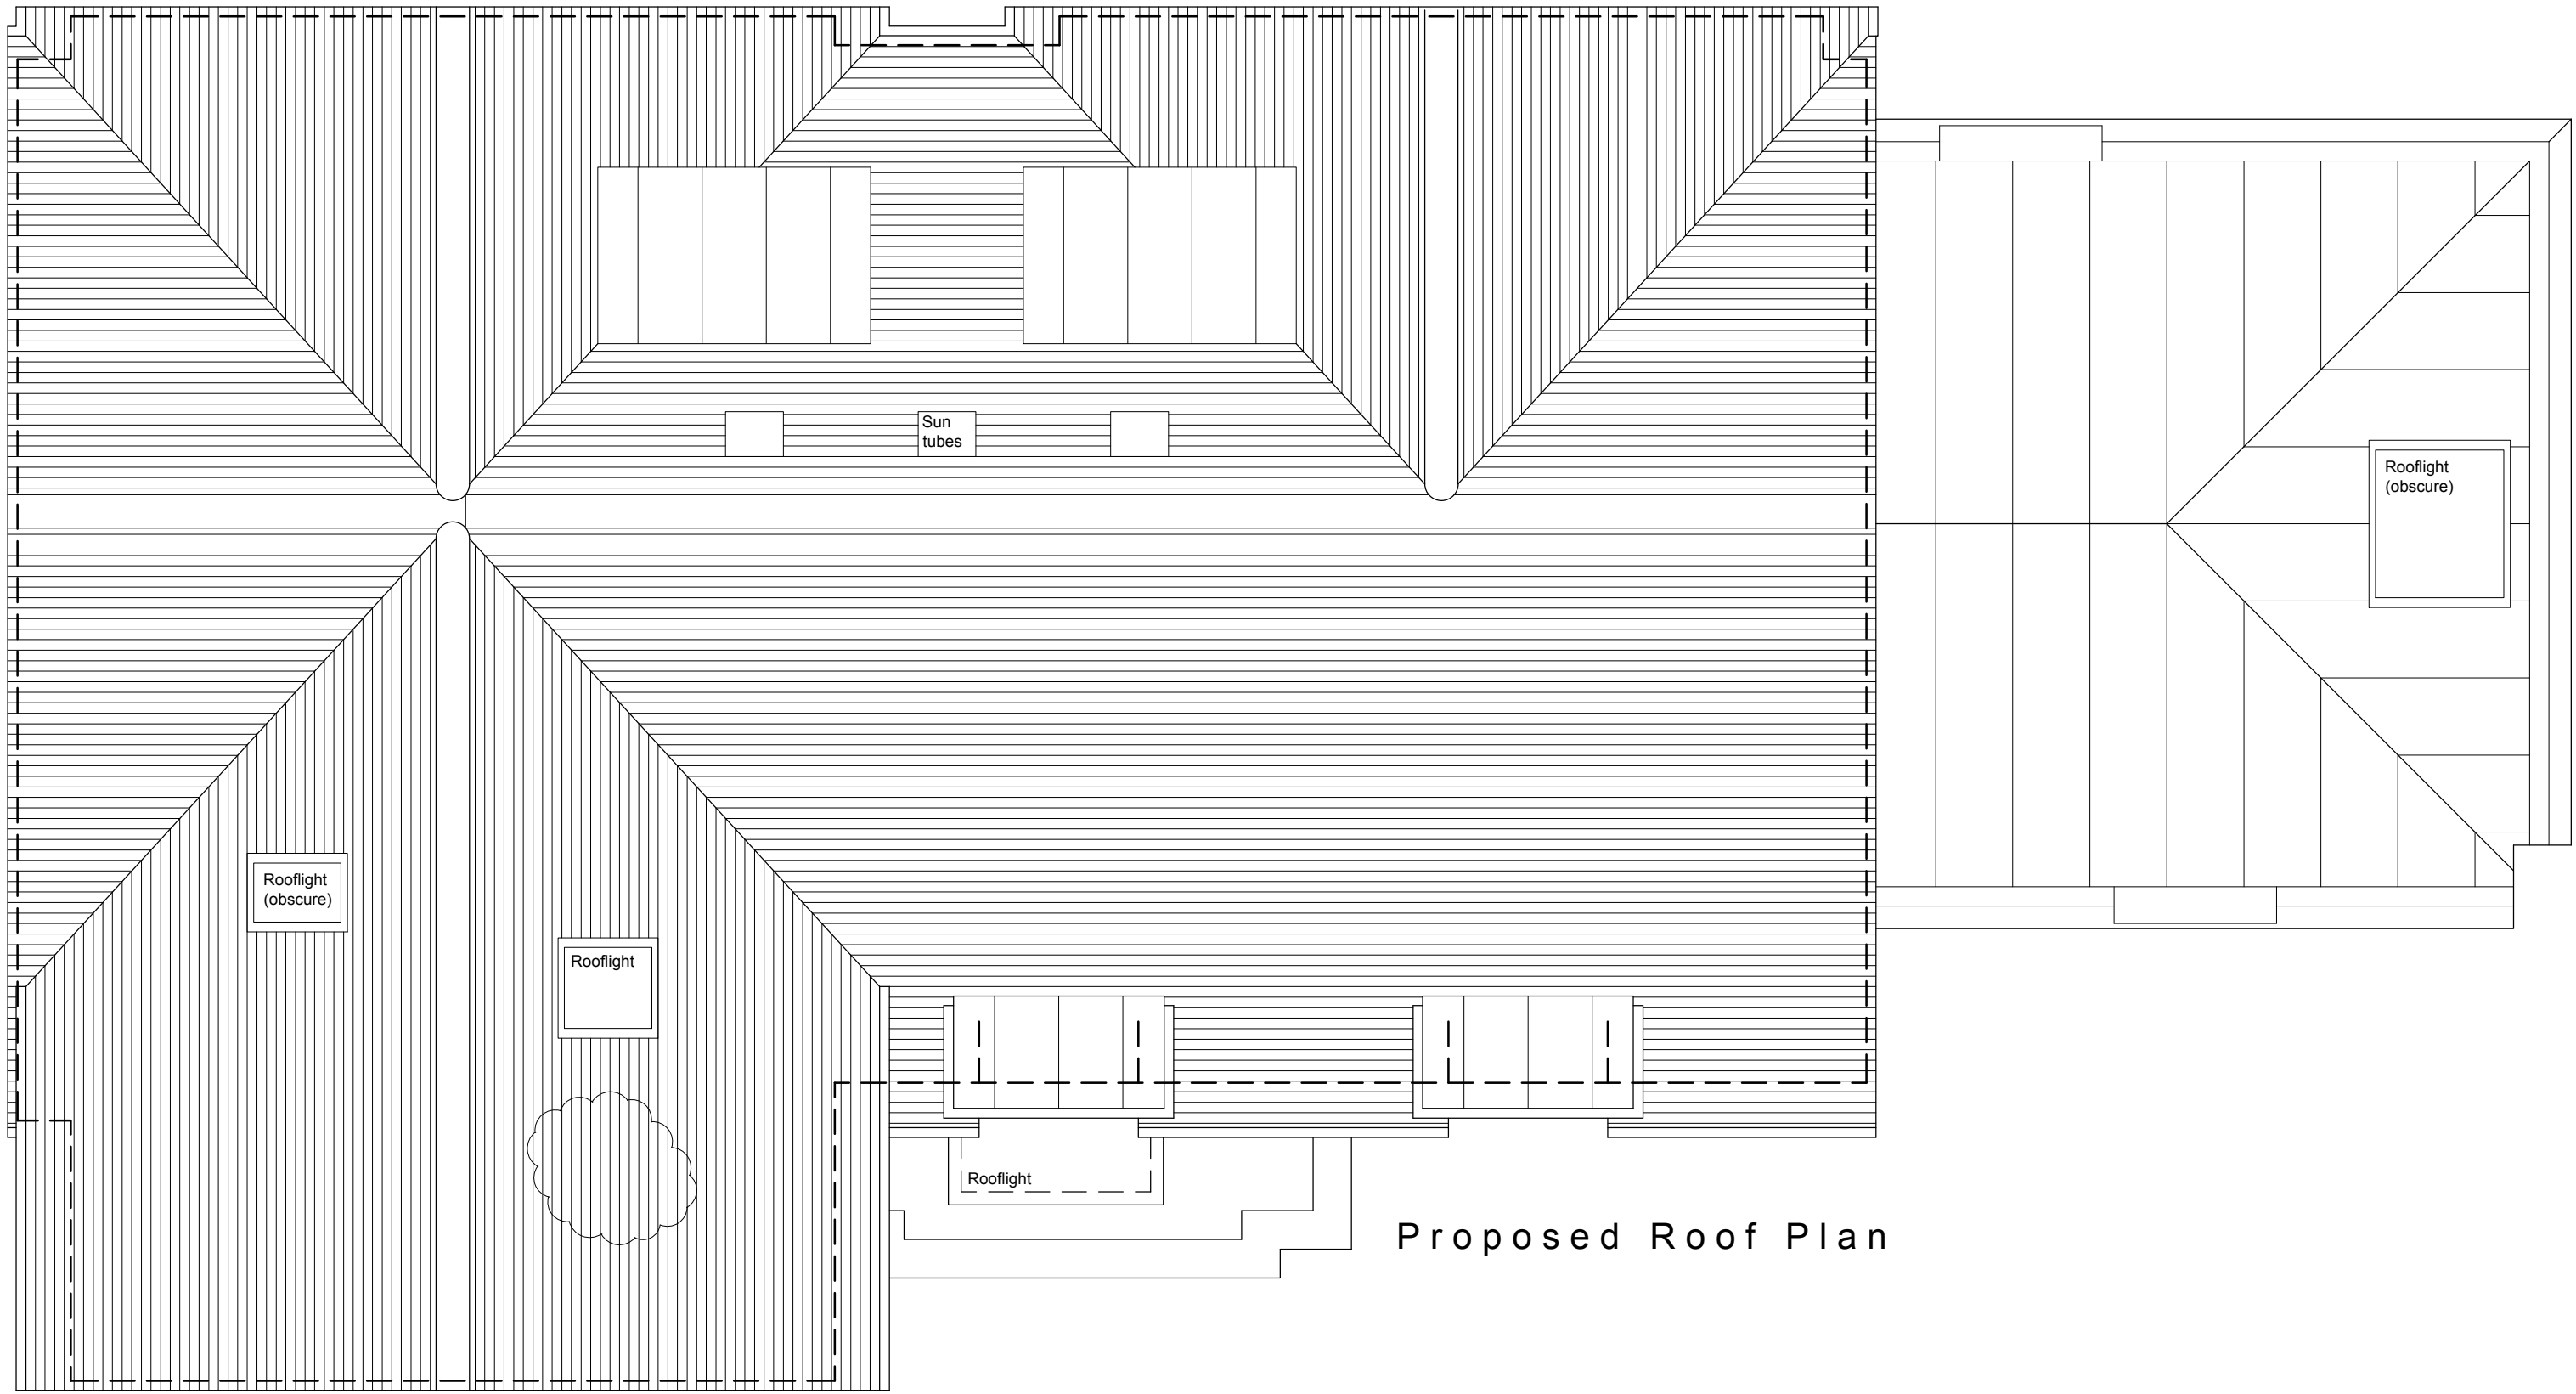 Sun
tubes
Rooflight
(obscure)
Rooflight
(obscure)
Rooflight
Rooflight
Proposed Roof Plan